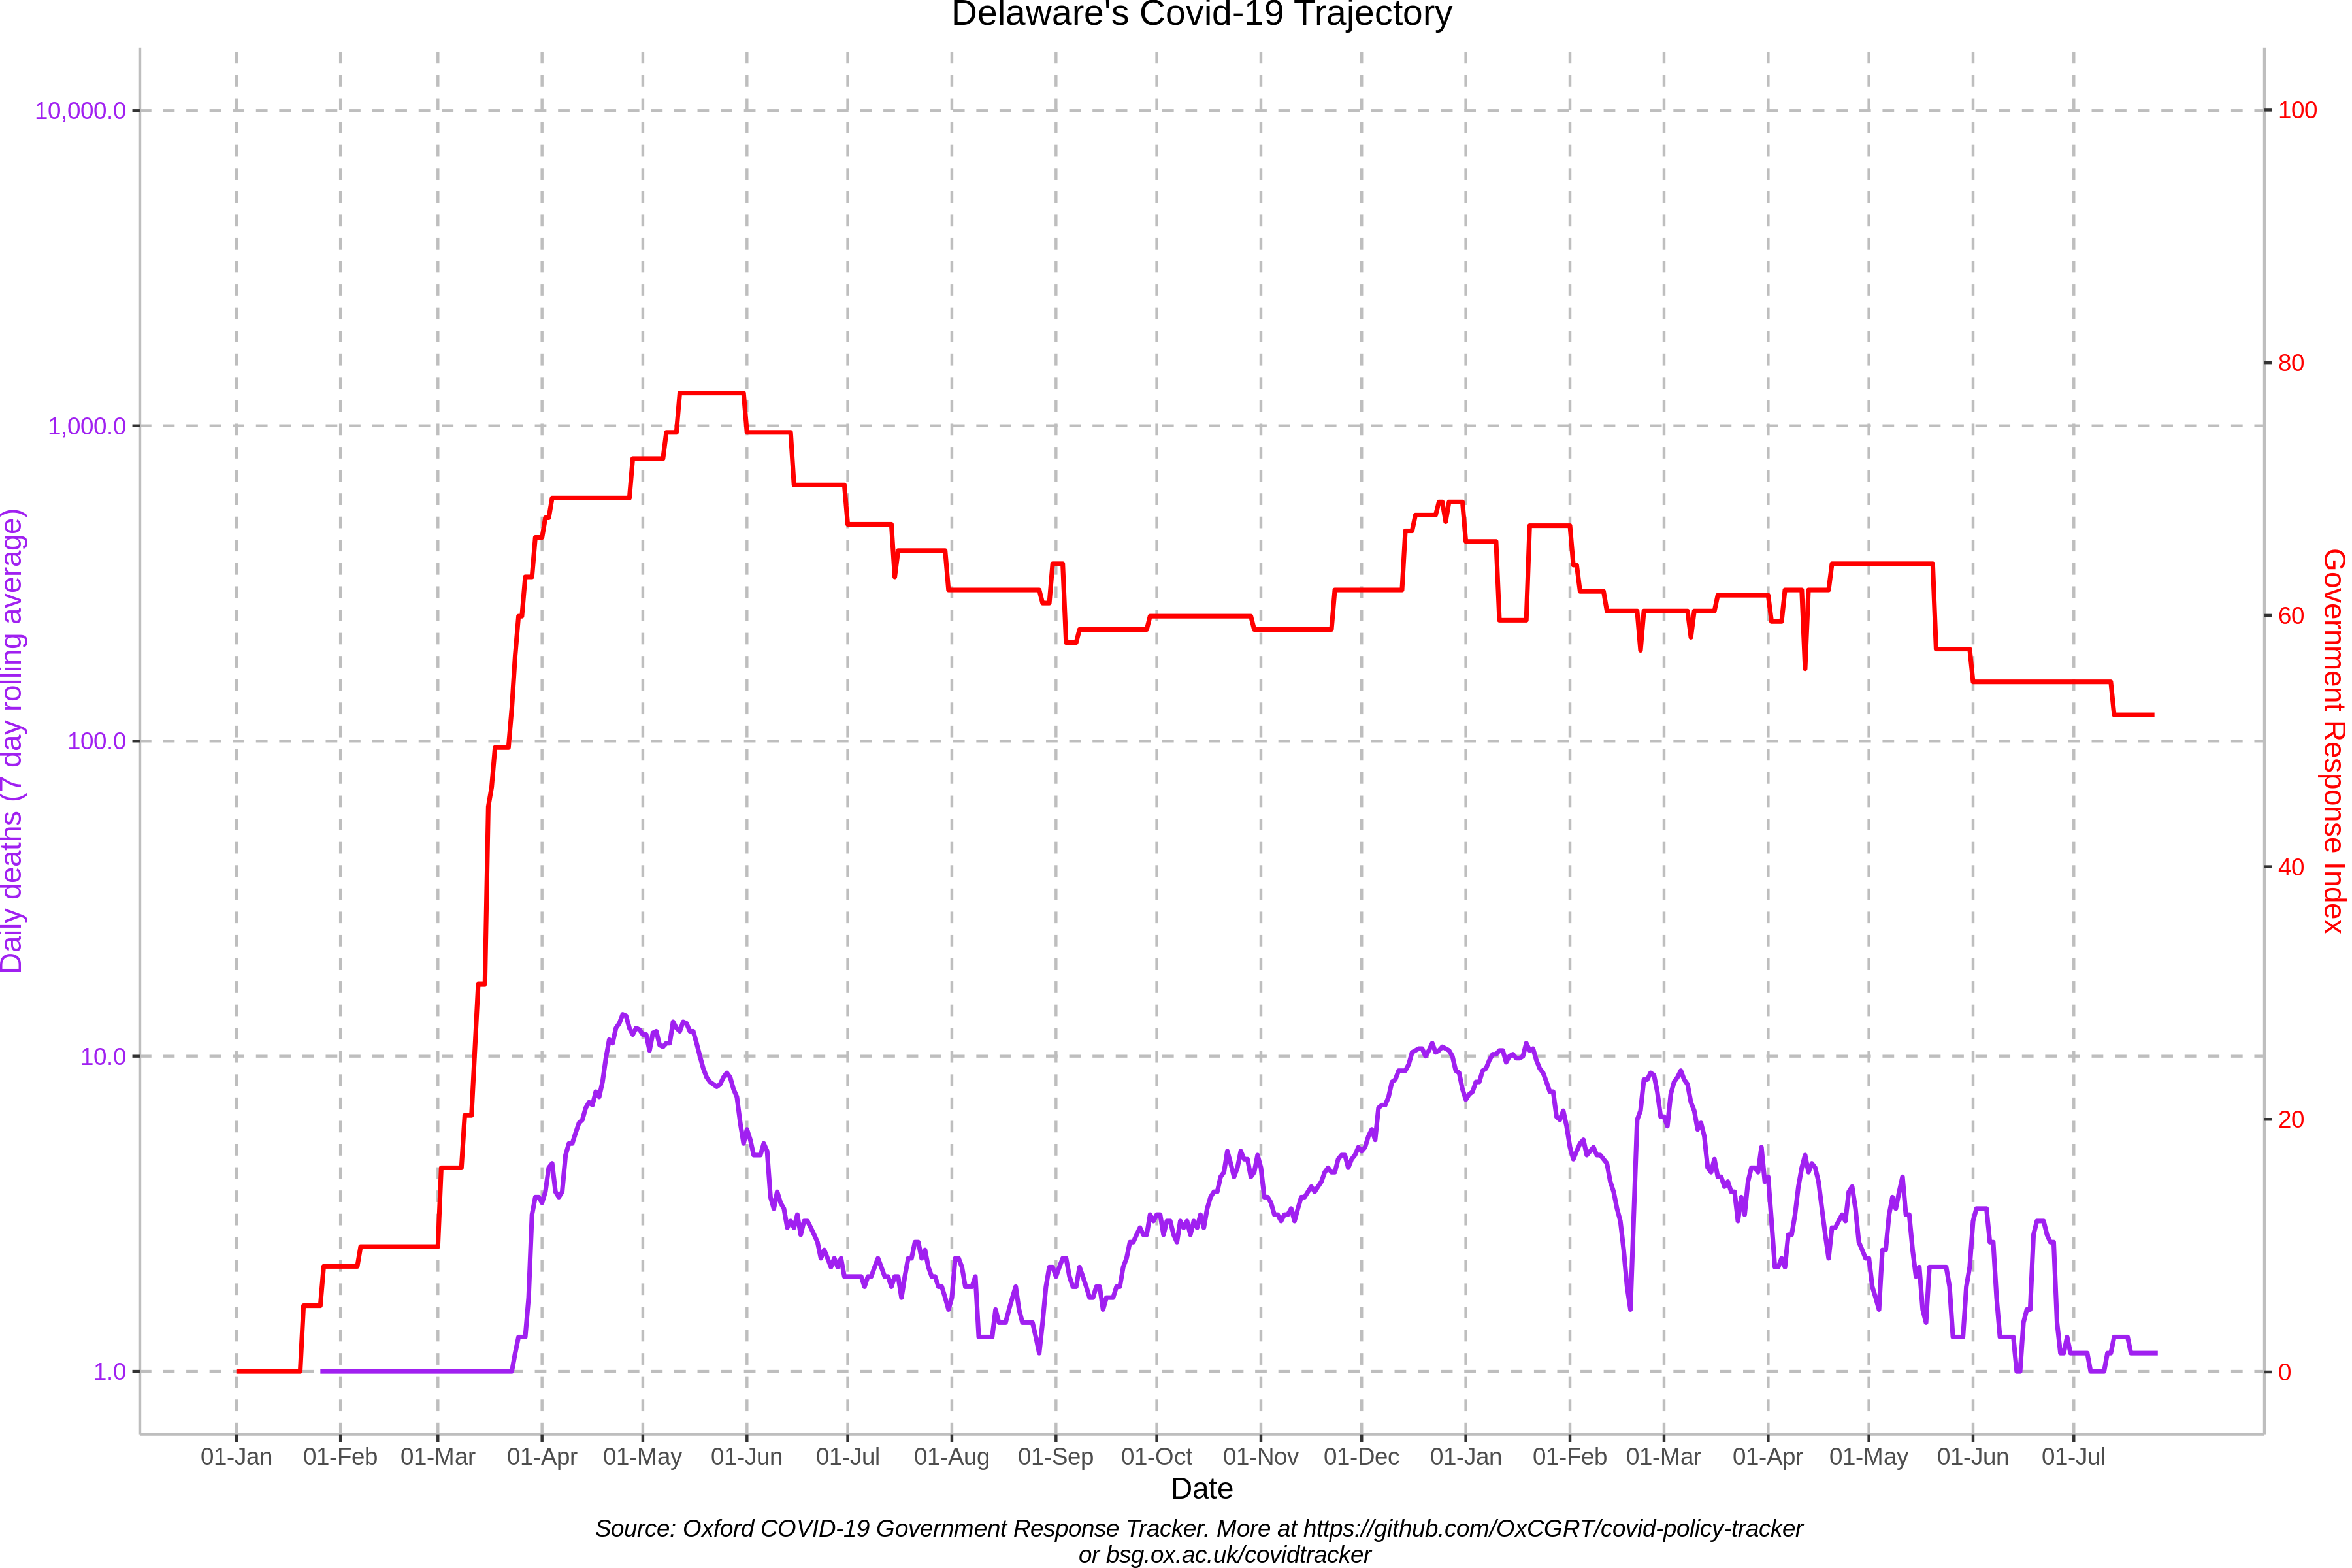 Delaware's Covid-19 Trajectory
10,000.0
1,000.0
100.0
10.0
1.0
Daily deaths (7 day rolling average)
100
80
60
40
20
0
Government Response Index
01-Jan 01-Feb 01-Mar 01-Apr 01-May 01-Jun 01-Jul 01-Aug 01-Sep 01-Oct 01-Nov 01-Dec 01-Jan 01-Feb 01-Mar 01-Apr 01-May 01-Jun 01-Jul
Date
Source: Oxford COVID-19 Government Response Tracker. More at https://github.com/OxCGRT/covid-policy-tracker
or bsg.ox.ac.uk/covidtracker